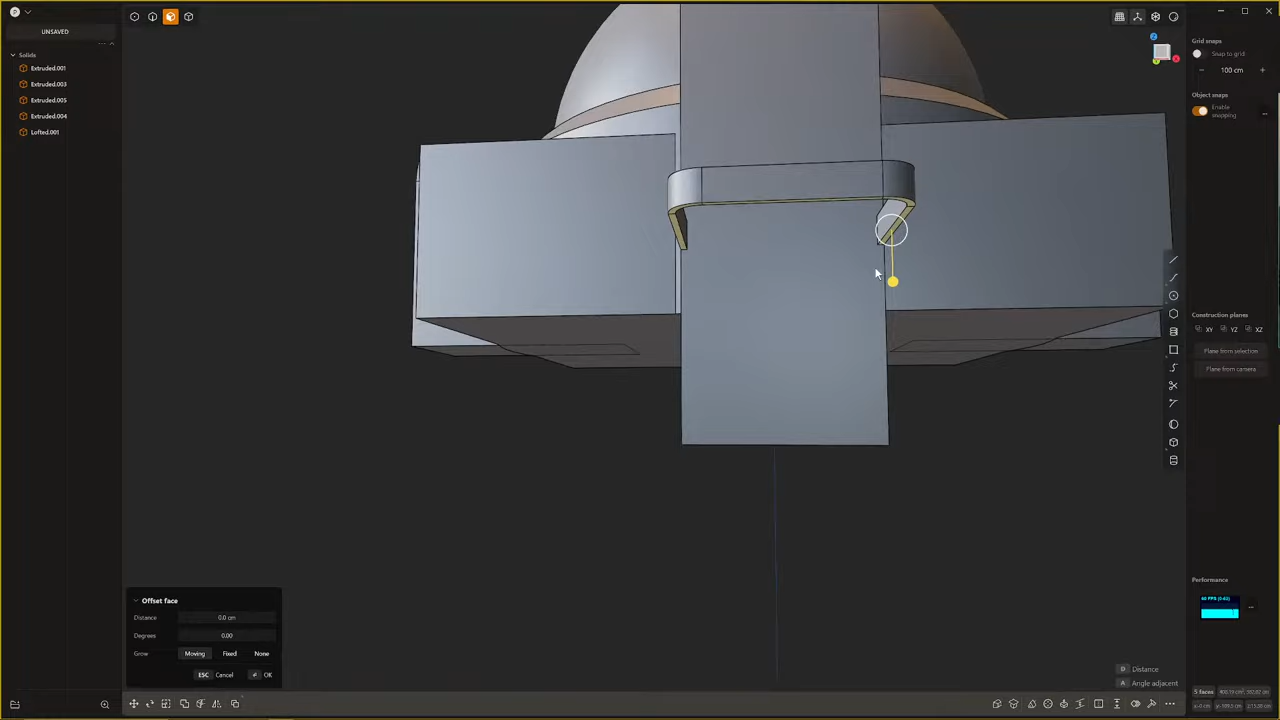 UNSAVED
Solids
Extruded.001
Extruded.003
Extruded.005
Extruded.004
Lofted.001
Grid snaps
Snap to grid
− 100 cm +
Object snaps
Enable
snapping
Construction planes
XY YZ XZ
Plane from selection
Plane from camera
Performance
Offset face
Distance 0.0 cm
Degrees 0.00
Grow Moving Fixed None
ESC Cancel OK
D Distance
A Angle adjacent
5 faces